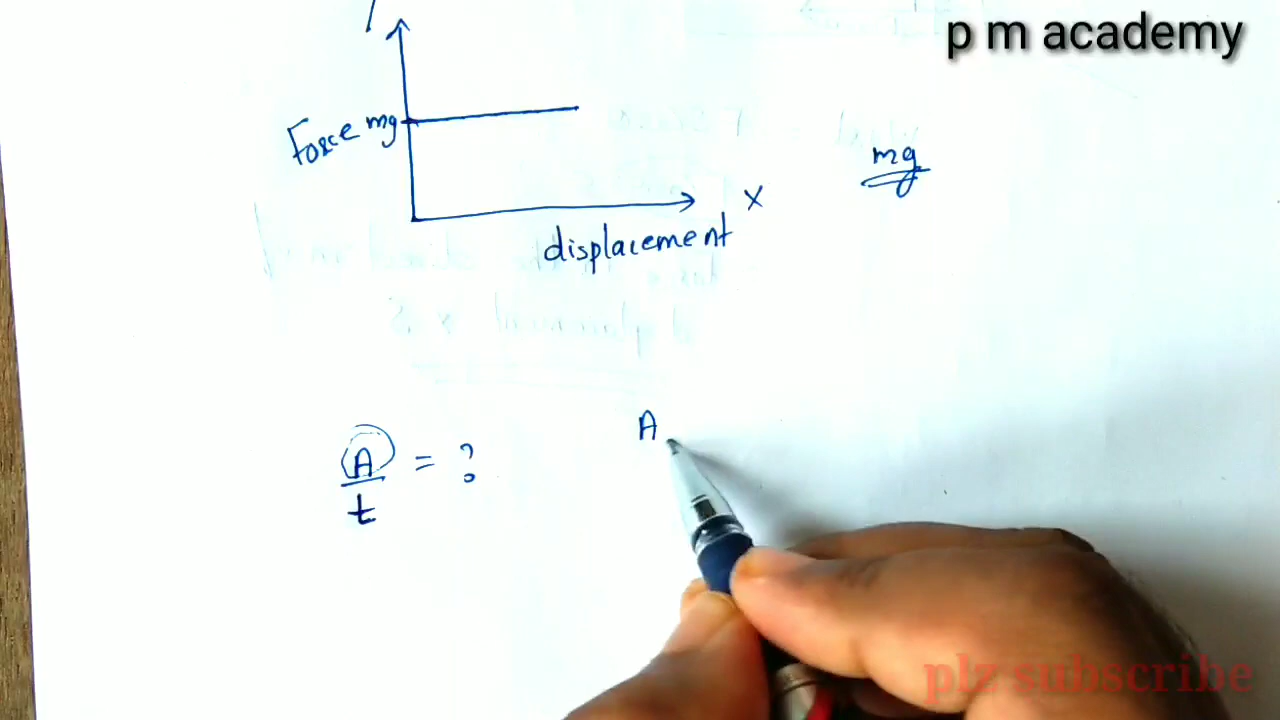 p m academy
Force mg
mg
x
displacement
A
A = ?
t
plz subscribe